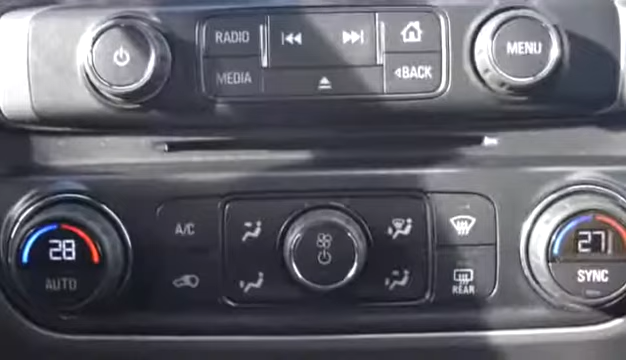 RADIO
MEDIA
BACK
MENU
28
AUTO
A/C
REAR
27
SYNC